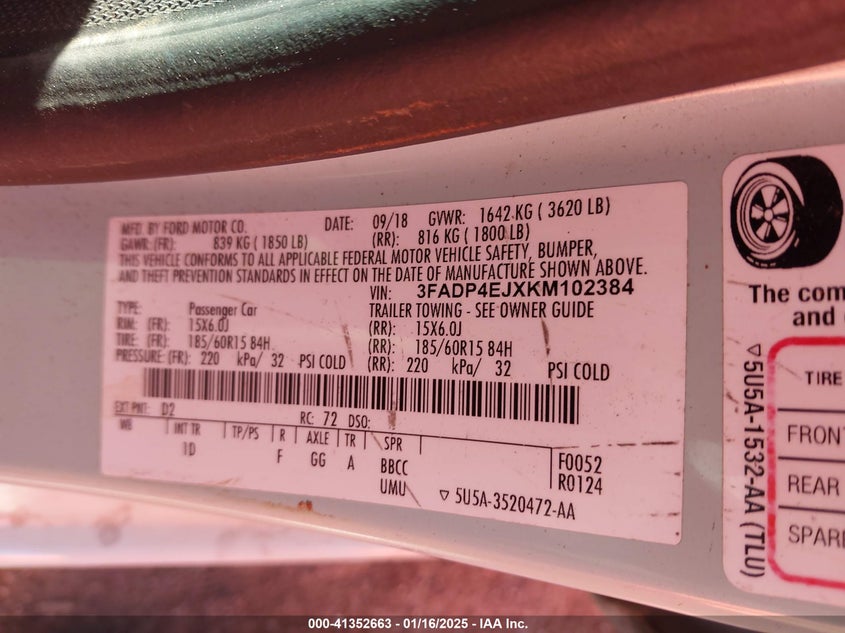 MFD. BY FORD MOTOR CO. DATE: 09/18 GVWR: 1642 KG ( 3620 LB)
GAWR: (FR): 839 KG ( 1850 LB) (RR): 816 KG ( 1800 LB)
THIS VEHICLE CONFORMS TO ALL APPLICABLE FEDERAL MOTOR VEHICLE SAFETY, BUMPER,
AND THEFT PREVENTION STANDARDS IN EFFECT ON THE DATE OF MANUFACTURE SHOWN ABOVE.
VIN: 3FADP4EJXKM102384
TYPE: Passenger Car TRAILER TOWING - SEE OWNER GUIDE
RIM: (FR): 15X6.0J (RR): 15X6.0J
TIRE: (FR): 185/60R15 84H (RR): 185/60R15 84H
PRESSURE: (FR): 220 kPa/ 32 PSI COLD (RR): 220 kPa/ 32 PSI COLD
EXT PNT: D2 RC: 72 DSO:
WB INT TR TP/PS R AXLE TR SPR
1D F GG A BBCC F0052
UMU R0124
▽ 5U5A-3520472-AA
The com
and
▽ 5U5A-1532-AA (TLU)
TIRE
FRONT
REAR
SPARE
000-41352663 - 01/16/2025 - IAA Inc.